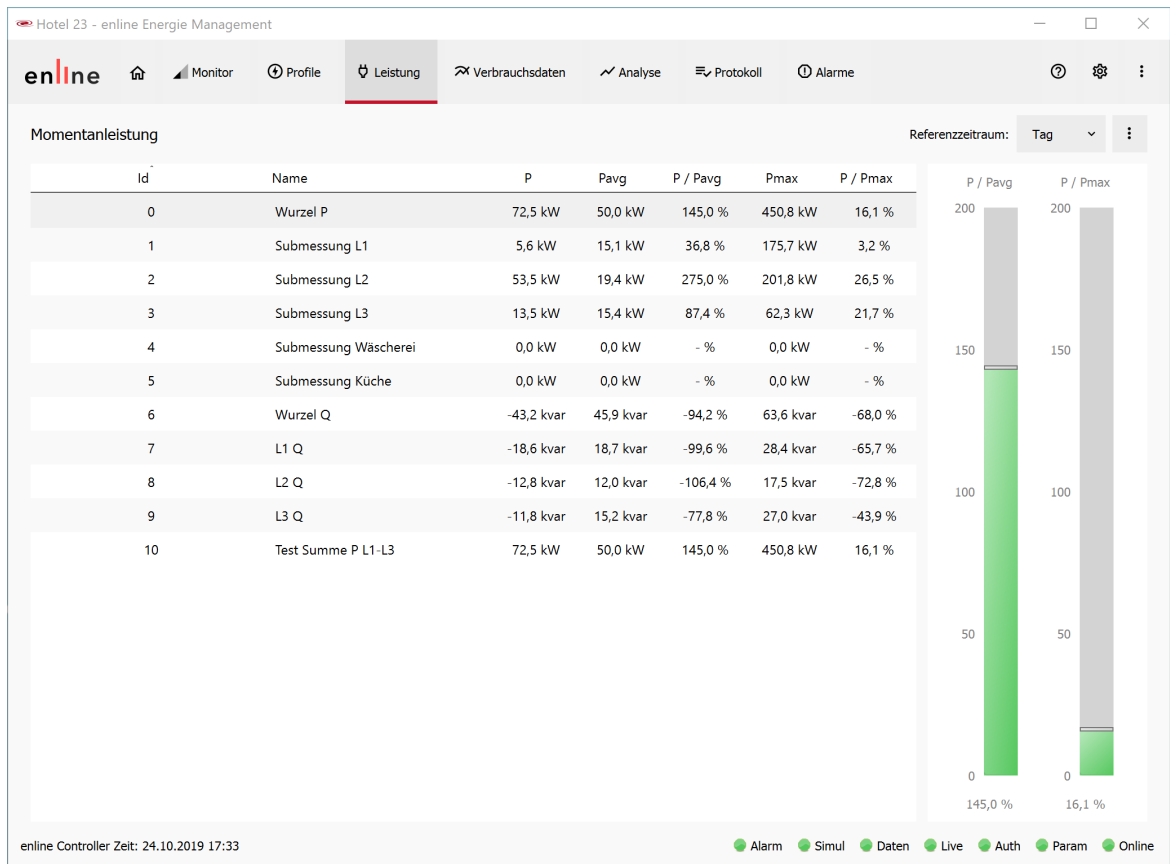 Hotel 23 - enline Energie Management
enline Monitor Profile Leistung Verbrauchsdaten Analyse Protokoll Alarme
Momentanleistung Referenzzeitraum: Tag
Id Name P Pavg P / Pavg Pmax P / Pmax
0 Wurzel P 72,5 kW 50,0 kW 145,0 % 450,8 kW 16,1 %
1 Submessung L1 5,6 kW 15,1 kW 36,8 % 175,7 kW 3,2 %
2 Submessung L2 53,5 kW 19,4 kW 275,0 % 201,8 kW 26,5 %
3 Submessung L3 13,5 kW 15,4 kW 87,4 % 62,3 kW 21,7 %
4 Submessung Wäscherei 0,0 kW 0,0 kW - % 0,0 kW - %
5 Submessung Küche 0,0 kW 0,0 kW - % 0,0 kW - %
6 Wurzel Q -43,2 kvar 45,9 kvar -94,2 % 63,6 kvar -68,0 %
7 L1 Q -18,6 kvar 18,7 kvar -99,6 % 28,4 kvar -65,7 %
8 L2 Q -12,8 kvar 12,0 kvar -106,4 % 17,5 kvar -72,8 %
9 L3 Q -11,8 kvar 15,2 kvar -77,8 % 27,0 kvar -43,9 %
10 Test Summe P L1-L3 72,5 kW 50,0 kW 145,0 % 450,8 kW 16,1 %
P / Pavg P / Pmax
200 200
150 150
100 100
50 50
0 0
145,0 % 16,1 %
enline Controller Zeit: 24.10.2019 17:33 Alarm Simul Daten Live Auth Param Online